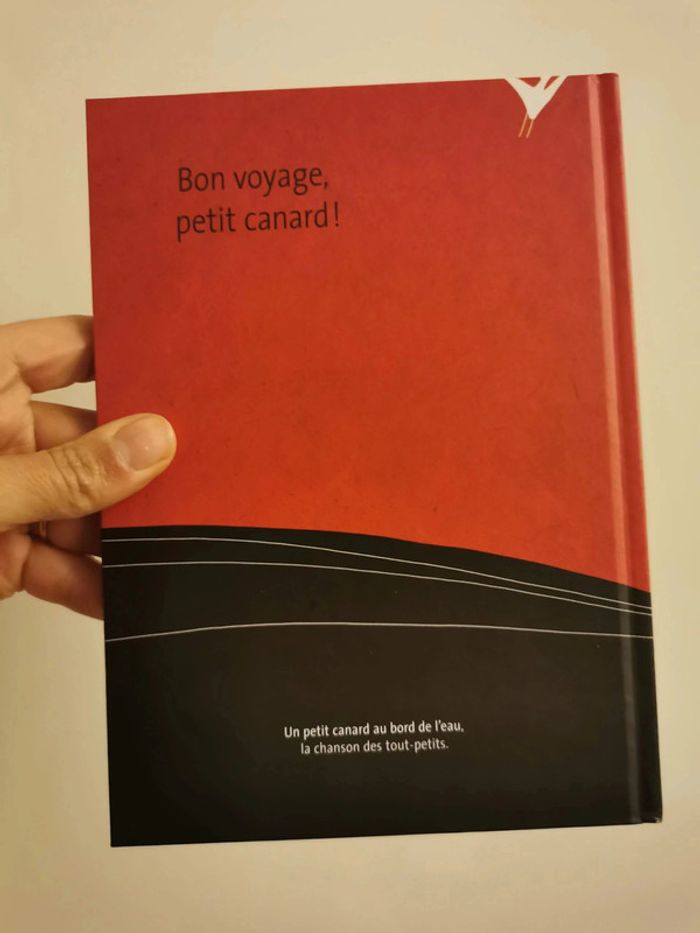 Bon voyage,
petit canard !
Un petit canard au bord de l'eau,
la chanson des tout-petits.